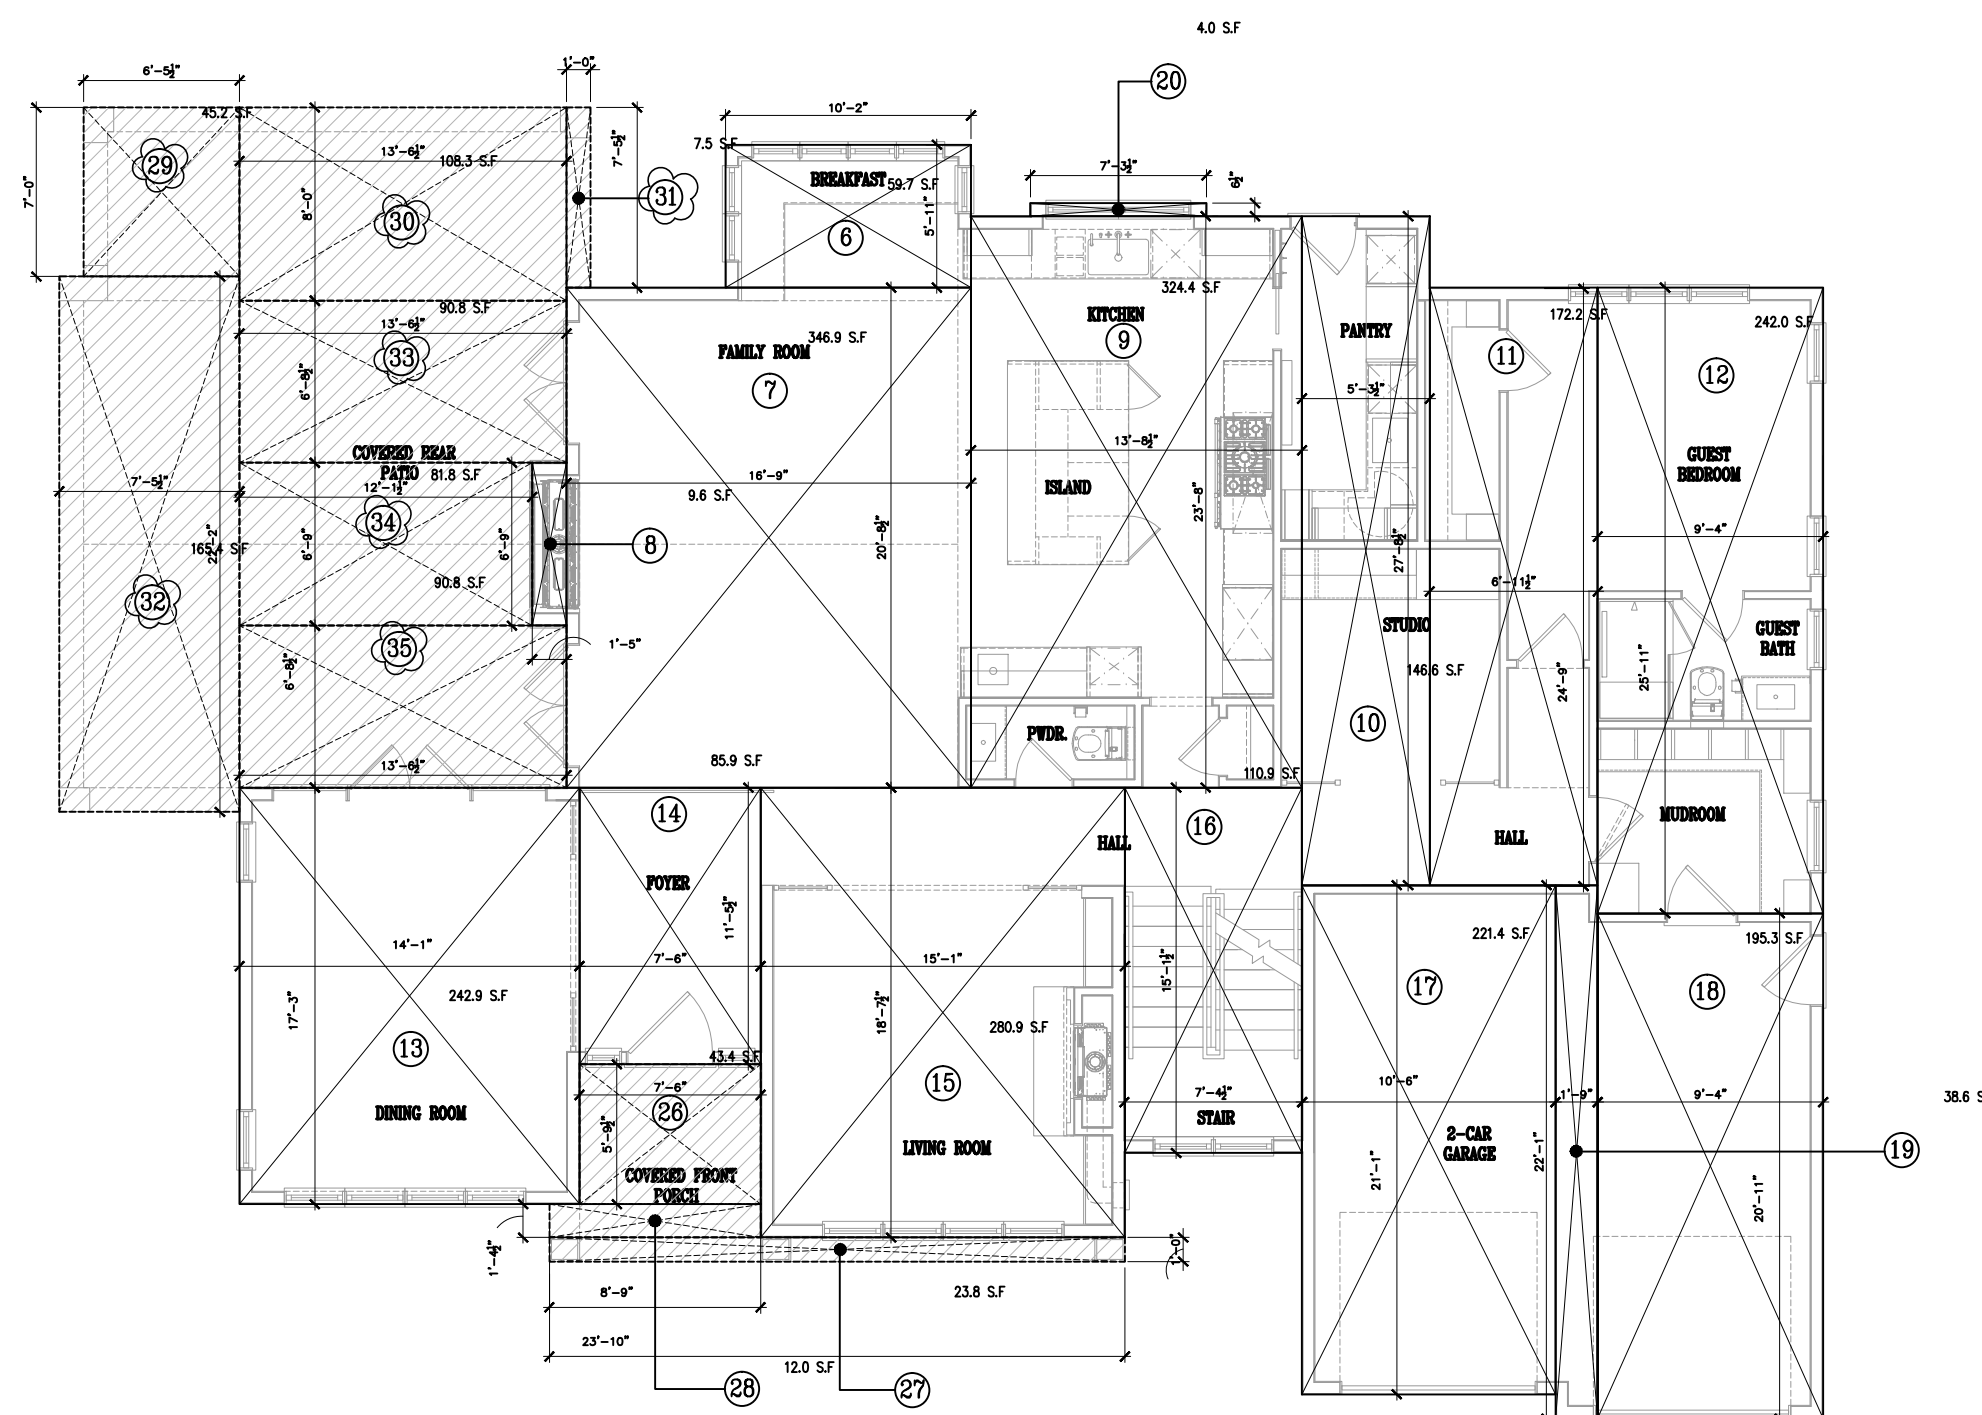 4.0 S.F
20
6'-5½"
1'-0"
10'-2"
45.2 S.F
29
13'-6½"
108.3 S.F
7'-5½"
7'-0"
8'-0"
30
31
7.5 S.F
BREAKFAST
59.7 S.F
5'-11"
6
7'-3½"
6½"
90.8 S.F
13'-6½"
33
6'-8½"
346.9 S.F
FAMILY ROOM
7
324.4 S.F
KITCHEN
9
PANTRY
5'-3½"
172.2 S.F
11
242.0 S.F
12
COVERED REAR
PATIO
81.8 S.F
7'-5½"
12'-1½"
34
16'-9"
9.6 S.F
13'-8½"
ISLAND
23'-8"
GUEST
BEDROOM
9'-4"
165.4 S.F
22'-2"
6'-9"
6'-9"
8
20'-8½"
27'-8½"
90.8 S.F
6'-11½"
32
35
6'-8½"
1'-5"
STUDIO
146.6 S.F
GUEST
BATH
25'-11"
24'-9"
10
PWDR.
13'-6½"
85.9 S.F
110.9 S.F
14
16
HALL
HALL
MUDROOM
FOYER
11'-5½"
14'-1"
7'-6"
15'-1"
15'-1½"
221.4 S.F
195.3 S.F
17
18
17'-3"
242.9 S.F
18'-7½"
280.9 S.F
13
43.4 S.F
7'-6"
15
26
5'-9½"
DINING ROOM
LIVING ROOM
7'-4½"
STAIR
10'-6"
1'-9"
9'-4"
38.6 S
2-CAR
GARAGE
22'-1"
21'-1"
19
20'-11"
COVERED FRONT
PORCH
1'-4½"
1'-0"
8'-9"
23.8 S.F
23'-10"
12.0 S.F
28
27